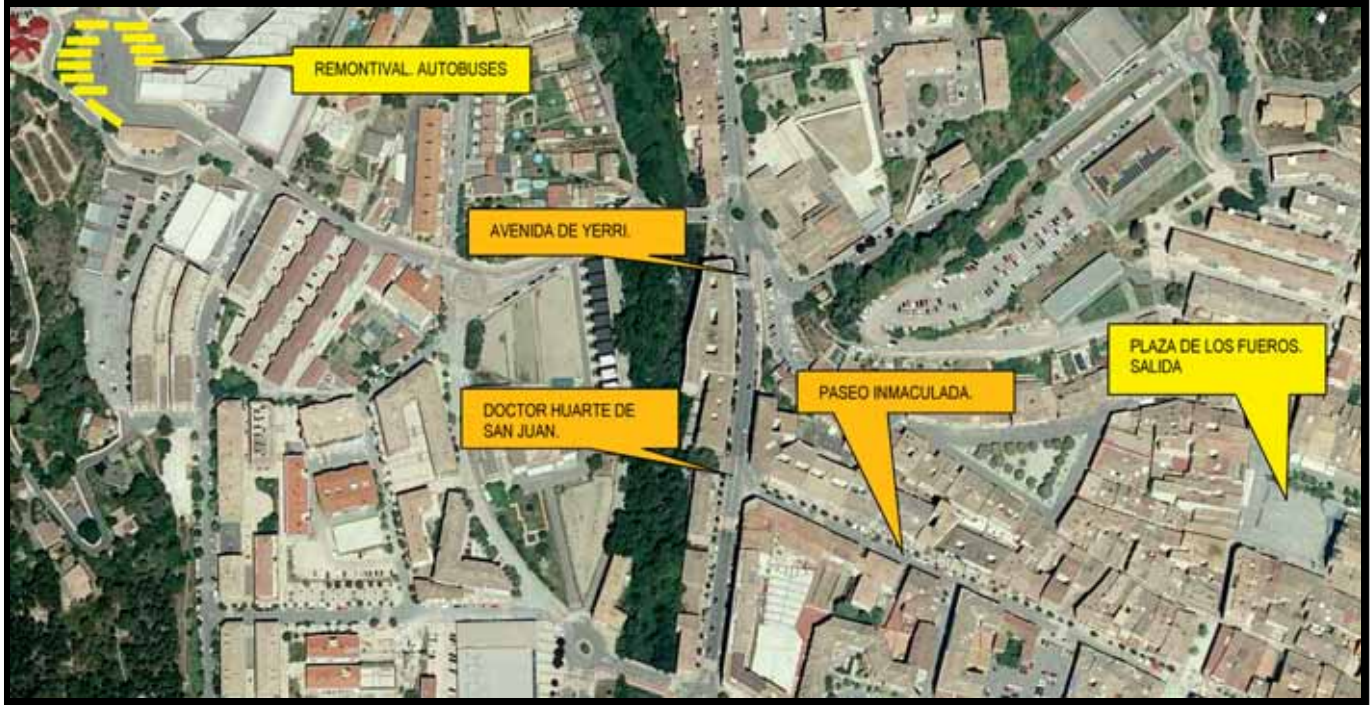 REMONTIVAL. AUTOBUSES
AVENIDA DE YERRI.
PLAZA DE LOS FUEROS.
SALIDA
PASEO INMACULADA.
DOCTOR HUARTE DE
SAN JUAN.